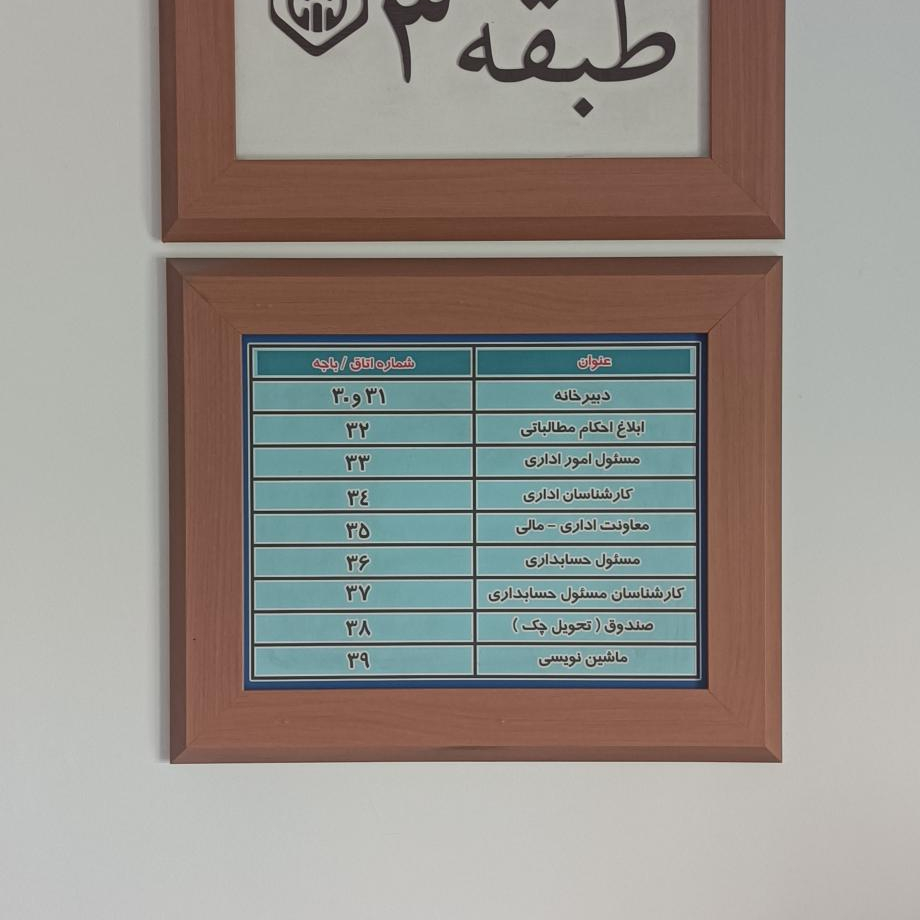 طبقه ۳
عنوان شماره اتاق / باجه
دبیرخانه ۳۱ و ۳۰
ابلاغ احکام مطالباتی ۳۲
مسئول امور اداری ۳۳
کارشناسان اداری ۳٤
معاونت اداری - مالی ۳۵
مسئول حسابداری ۳۶
کارشناسان مسئول حسابداری ۳۷
صندوق ( تحویل چک ) ۳۸
ماشین نویسی ۳۹